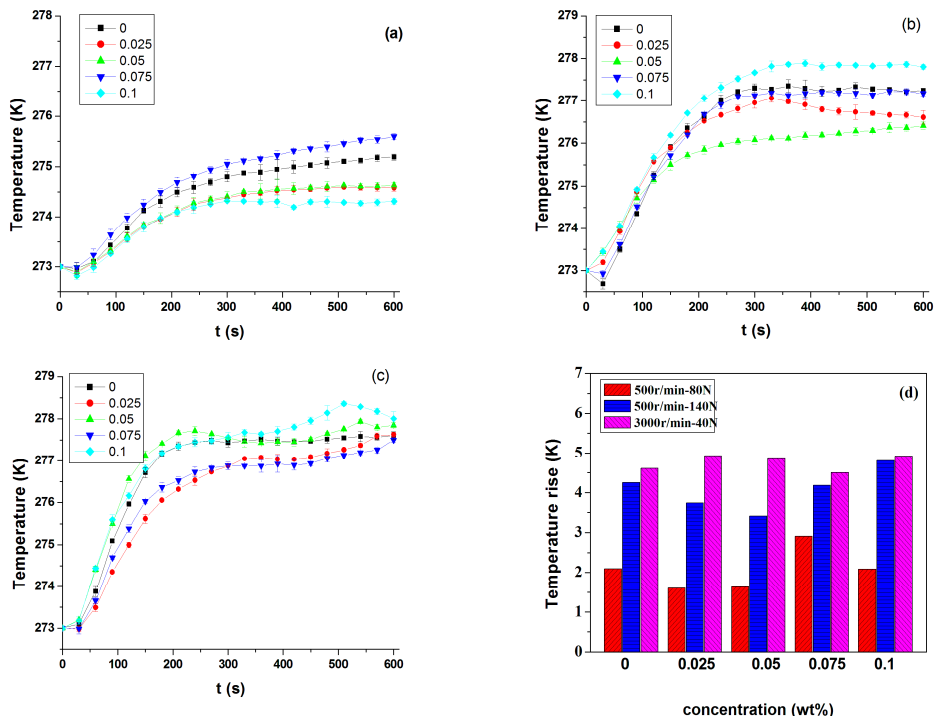 (a)
0
0.025
0.05
0.075
0.1
278
277
276
275
274
273
Temperature (K)
0 100 200 300 400 500 600
t (s)
(b)
0
0.025
0.05
0.075
0.1
279
278
277
276
275
274
273
Temperature (K)
0 100 200 300 400 500 600
t (s)
(c)
0
0.025
0.05
0.075
0.1
279
278
277
276
275
274
273
Temperature (K)
0 100 200 300 400 500 600
t (s)
(d)
500r/min-80N
500r/min-140N
3000r/min-40N
7
6
5
4
3
2
1
0
Temperature rise (K)
0 0.025 0.05 0.075 0.1
concentration (wt%)